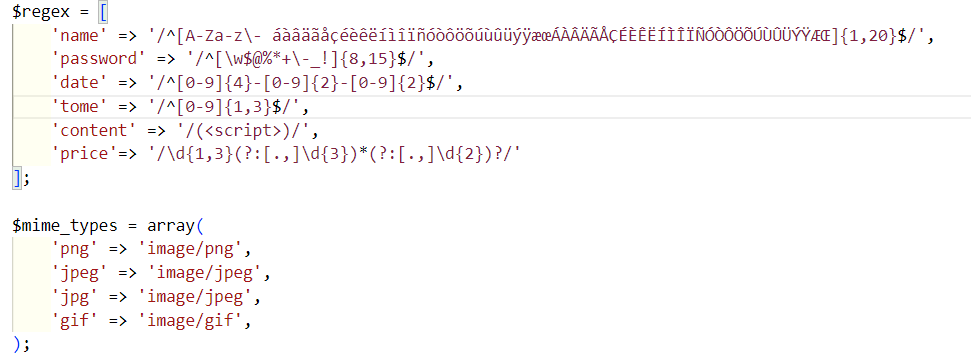 $regex = [
    'name' => '/^[A-Za-z\- áàâäãåçéèêëíìîïñóòôöõúùûüýÿæœÁÀÂÄÃÅÇÉÈÊËÍÌÎÏÑÓÒÔÖÕÚÙÛÜÝŸÆŒ]{1,20}$/',
    'password' => '/^[\w$@%*+\-_!]{8,15}$/',
    'date' => '/^[0-9]{4}-[0-9]{2}-[0-9]{2}$/',
    'tome' => '/^[0-9]{1,3}$/',
    'content' => '/(<script>)/',
    'price'=> '/\d{1,3}(?:[.,]\d{3})*(?:[.,]\d{2})?/'
];
$mime_types = array(
    'png' => 'image/png',
    'jpeg' => 'image/jpeg',
    'jpg' => 'image/jpeg',
    'gif' => 'image/gif',
);